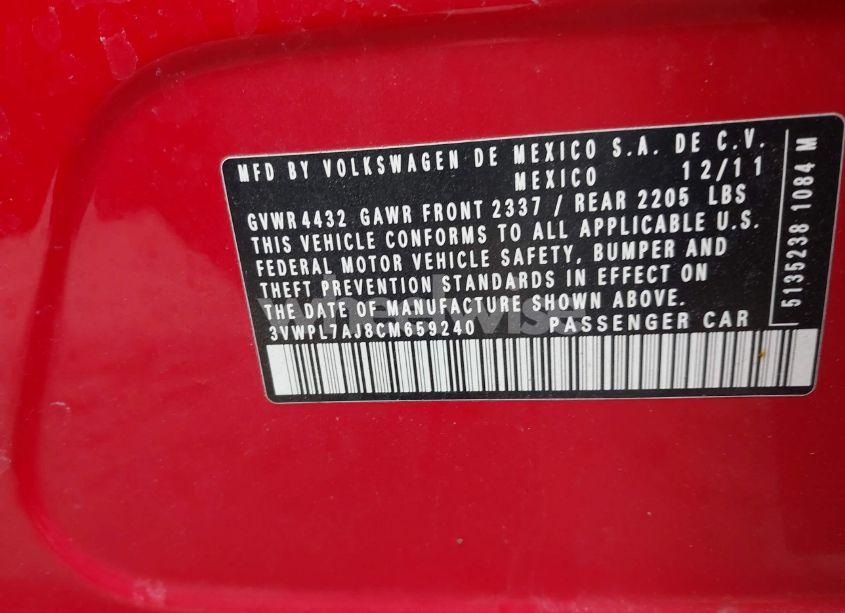 MFD BY VOLKSWAGEN DE MEXICO S.A. DE C.V.
MEXICO 12/11
GVWR4432 GAWR FRONT 2337 / REAR 2205 LBS
THIS VEHICLE CONFORMS TO ALL APPLICABLE U.S.
FEDERAL MOTOR VEHICLE SAFETY, BUMPER AND
THEFT PREVENTION STANDARDS IN EFFECT ON
THE DATE OF MANUFACTURE SHOWN ABOVE.
3VWPL7AJ8CM659240 PASSENGER CAR
5135238 1084 M
wheelwise